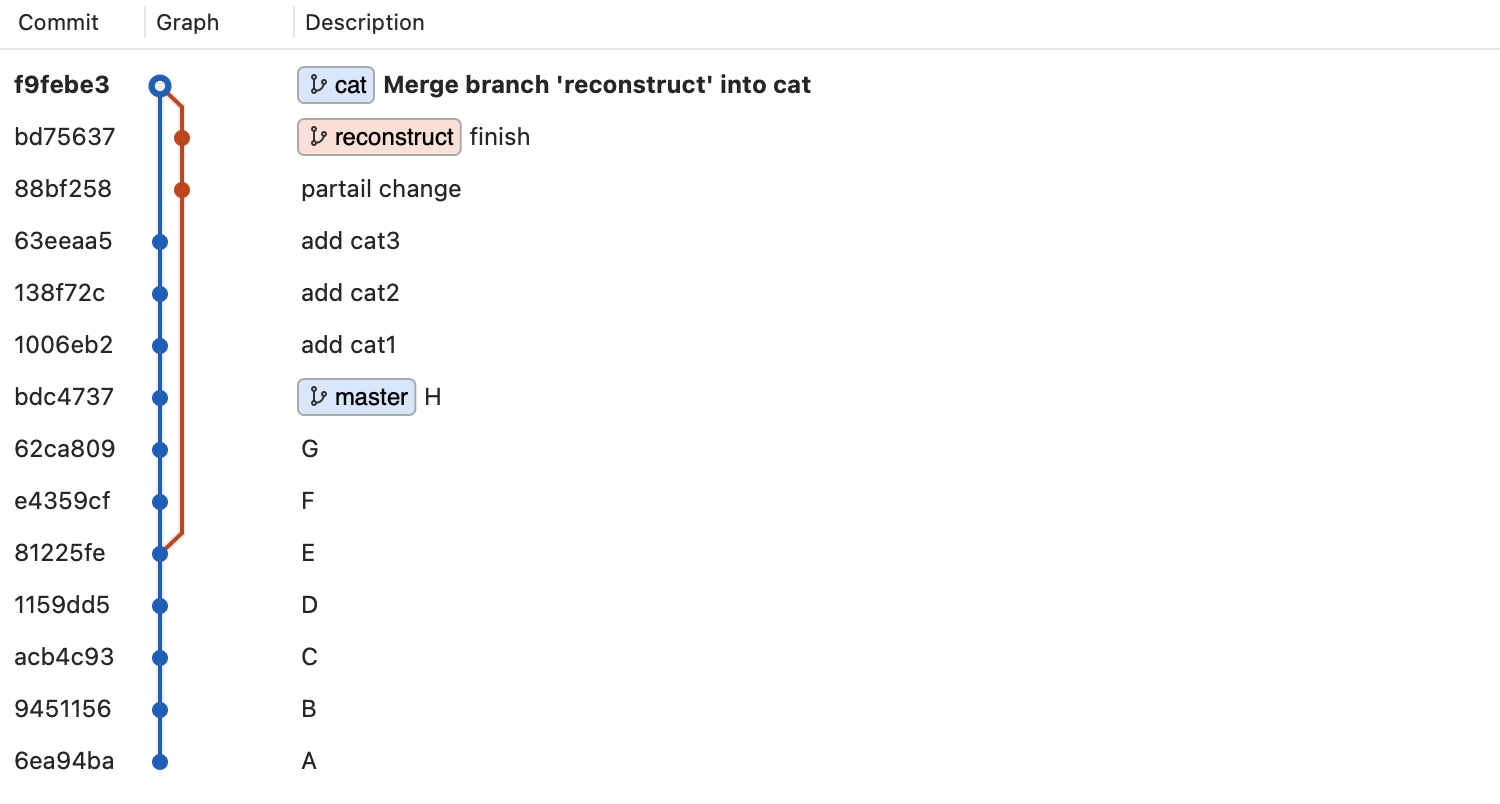 Commit Graph Description
f9febe3 cat Merge branch 'reconstruct' into cat
bd75637 reconstruct finish
88bf258 partail change
63eeaa5 add cat3
138f72c add cat2
1006eb2 add cat1
bdc4737 master H
62ca809 G
e4359cf F
81225fe E
1159dd5 D
acb4c93 C
9451156 B
6ea94ba A